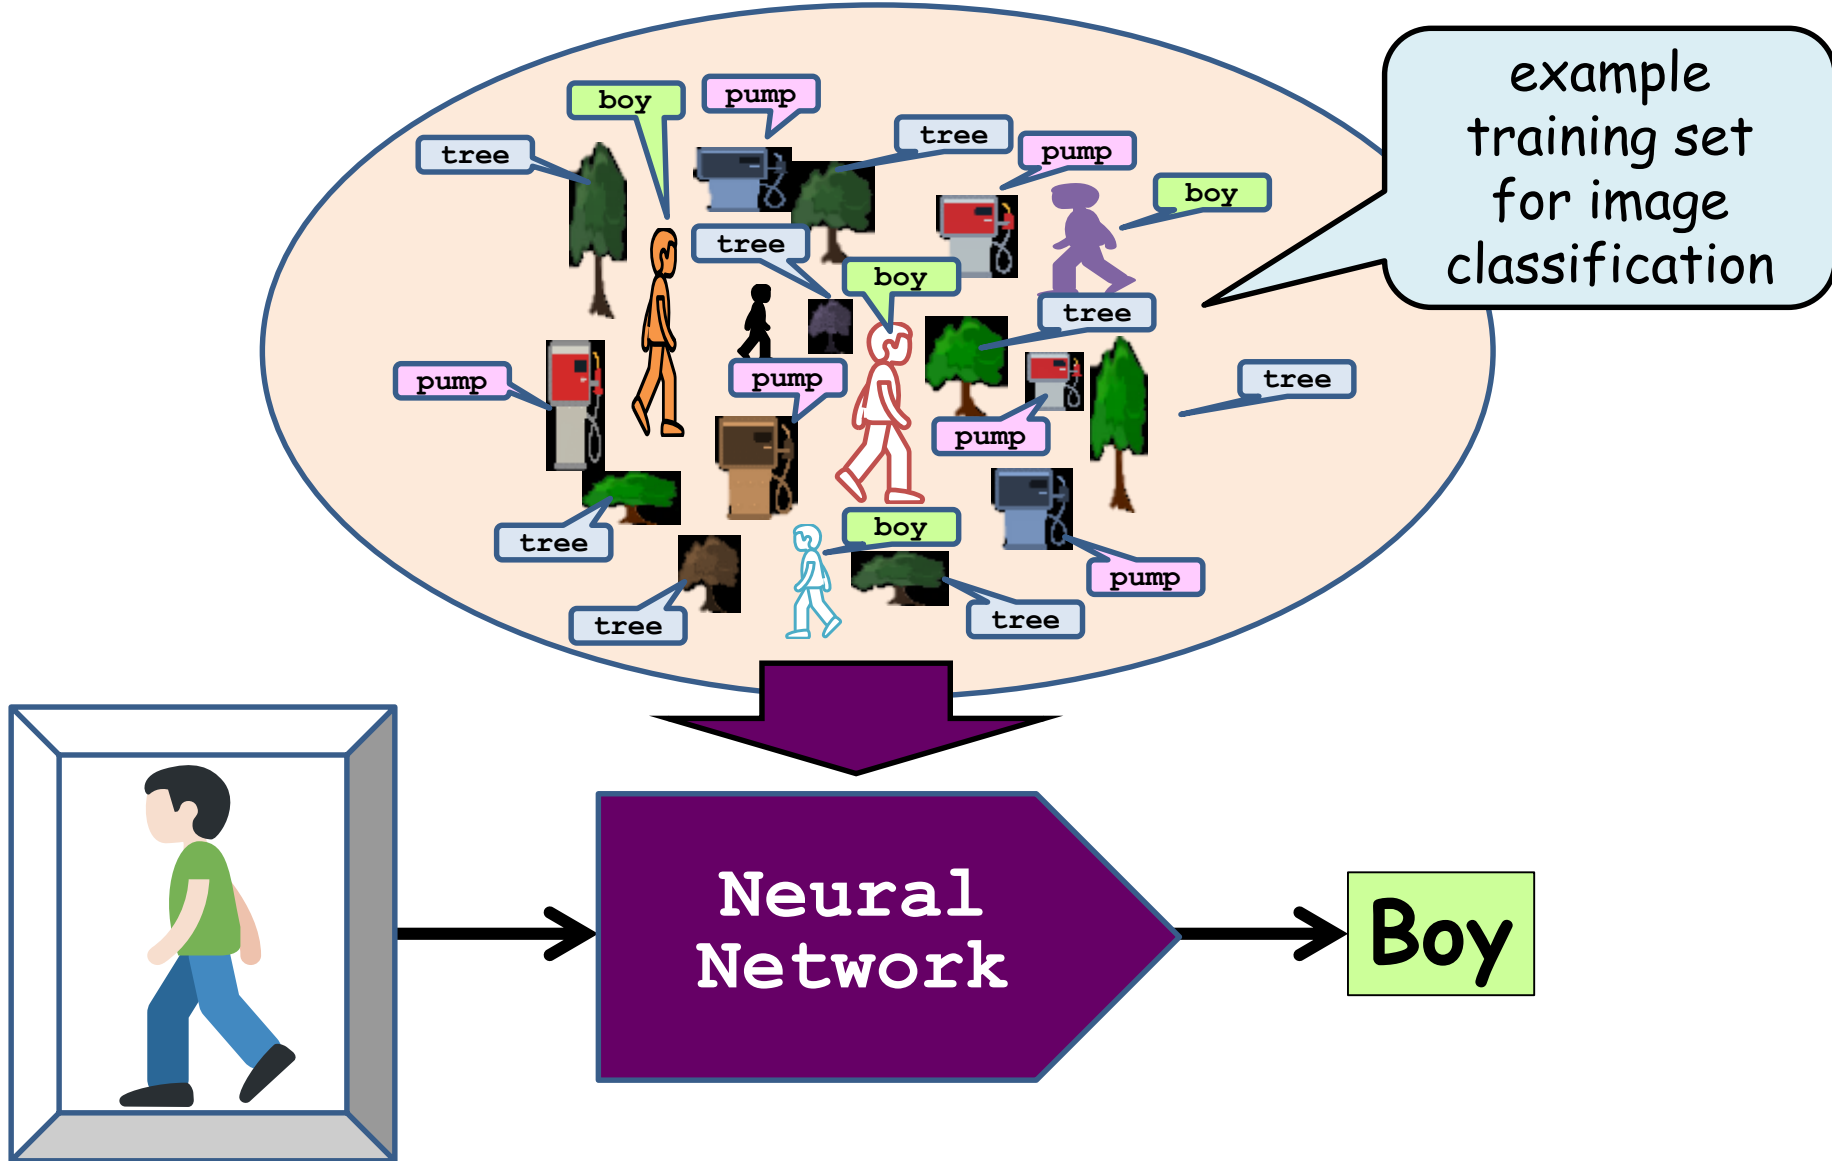 boy
pump
tree
tree
pump
boy
tree
boy
tree
pump
pump
tree
pump
boy
tree
pump
tree
tree
example
training set
for image
classification
Neural
Network
Boy